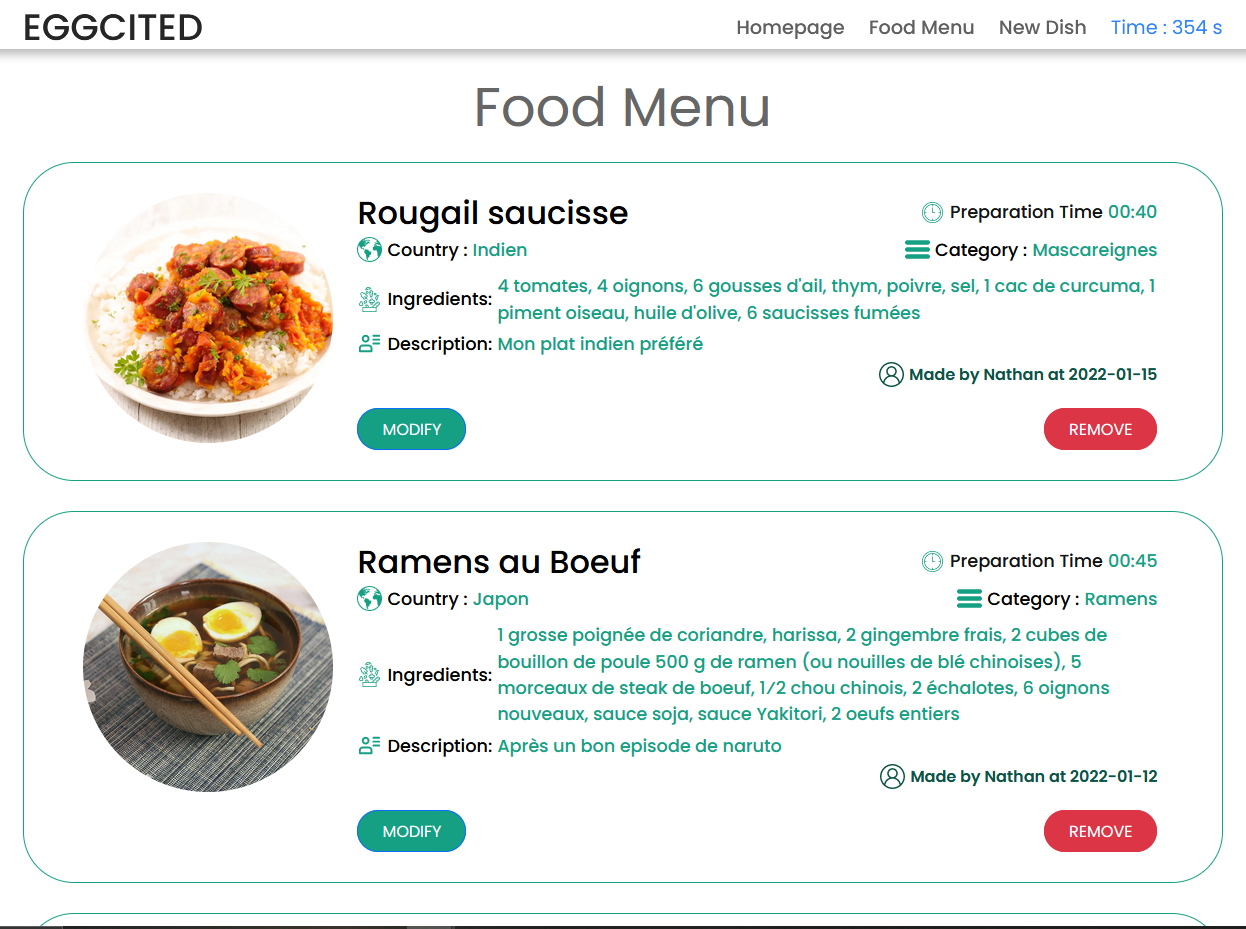 EGGCITED
Homepage Food Menu New Dish Time : 354 s
Food Menu
Rougail saucisse
Preparation Time 00:40
Country : Indien
Category : Mascareignes
Ingredients:
4 tomates, 4 oignons, 6 gousses d'ail, thym, poivre, sel, 1 cac de curcuma, 1
piment oiseau, huile d'olive, 6 saucisses fumées
Description: Mon plat indien préféré
Made by Nathan at 2022-01-15
MODIFY
REMOVE
Ramens au Boeuf
Preparation Time 00:45
Country : Japon
Category : Ramens
Ingredients:
1 grosse poignée de coriandre, harissa, 2 gingembre frais, 2 cubes de
bouillon de poule 500 g de ramen (ou nouilles de blé chinoises), 5
morceaux de steak de boeuf, 1/2 chou chinois, 2 échalotes, 6 oignons
nouveaux, sauce soja, sauce Yakitori, 2 oeufs entiers
Description: Après un bon episode de naruto
Made by Nathan at 2022-01-12
MODIFY
REMOVE